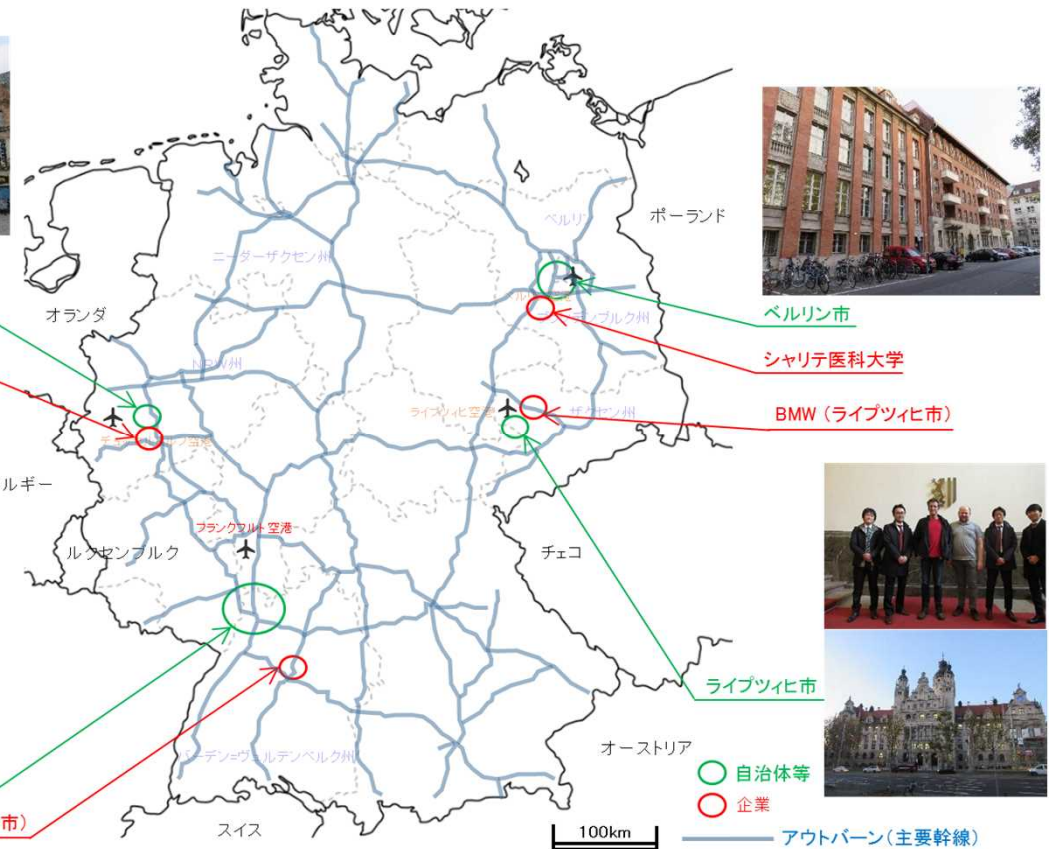 ベルリン
ポーランド
ニーダーザクセン州
オランダ
ベルリン市
NRW州
シャリテ医科大学
ライプツィヒ空港
ザクセン州
BMW（ライプツィヒ市）
ルギー
フランクフルト空港
ルクセンブルク
チェコ
ライプツィヒ市
オーストリア
バーデン=ヴュルテンベルク州
自治体等
企業
市）
スイス
100km
アウトバーン（主要幹線）